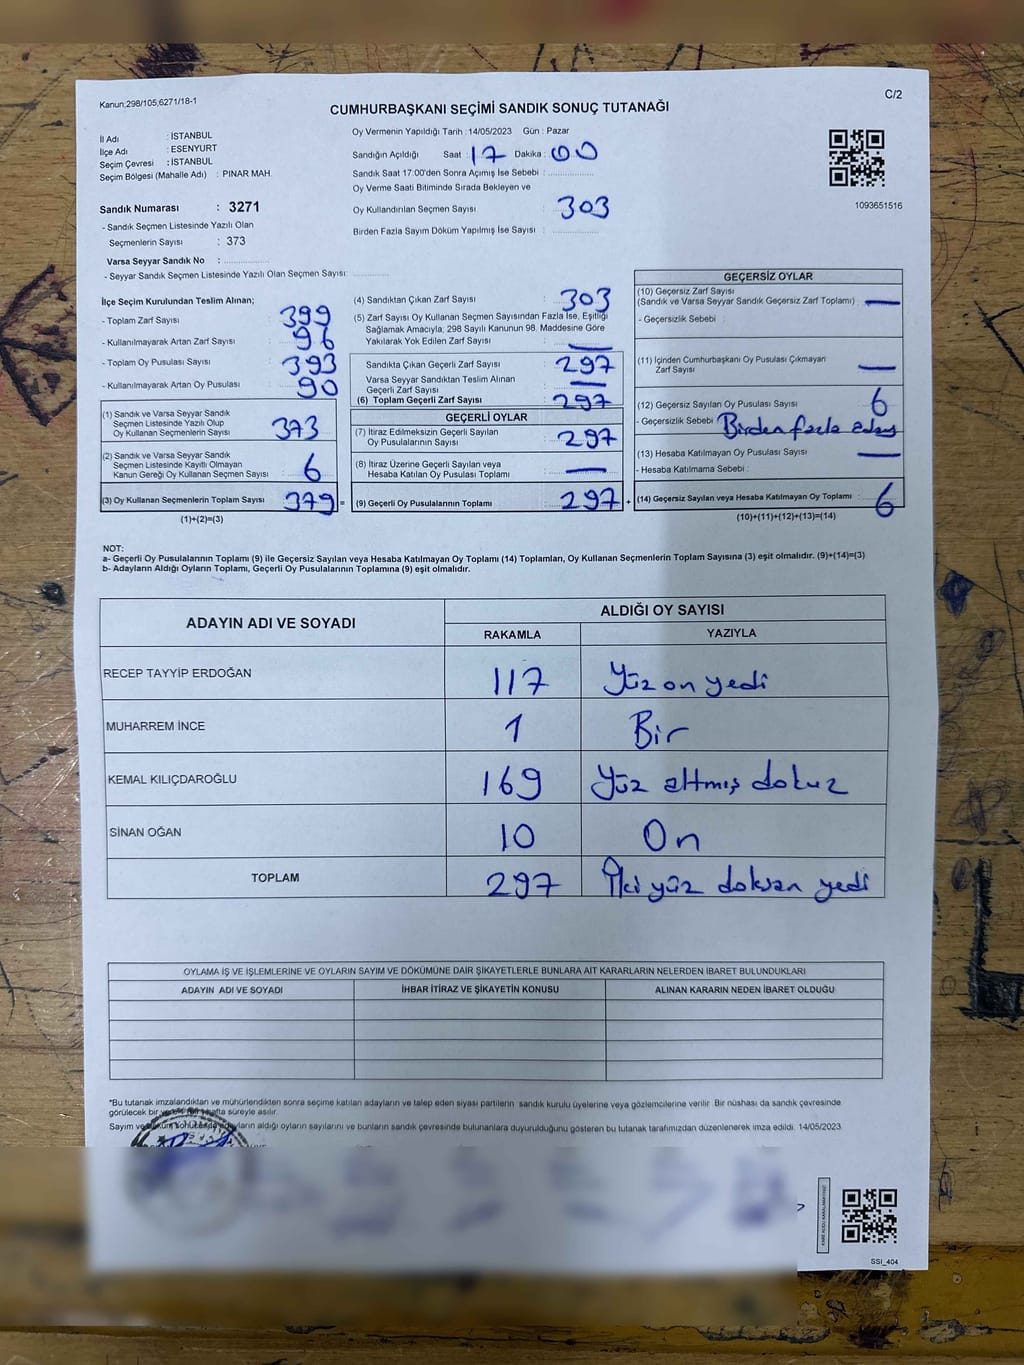 Kanun;298/105,6271/18-1
C/2
CUMHURBAŞKANI SEÇİMİ SANDIK SONUÇ TUTANAĞI
İl Adı : İSTANBUL
İlçe Adı : ESENYURT
Seçim Çevresi : İSTANBUL
Seçim Bölgesi (Mahalle Adı) : PINAR MAH.
Sandık Numarası : 3271
- Sandık Seçmen Listesinde Yazılı Olan
Seçmenlerin Sayısı : 373
Varsa Seyyar Sandık No :
- Seyyar Sandık Seçmen Listesinde Yazılı Olan Seçmen Sayısı:
Oy Vermenin Yapıldığı Tarih : 14/05/2023 Gün : Pazar
Sandığın Açıldığı Saat : 17 Dakika : 00
Sandık Saat 17:00'den Sonra Açımış İse Sebebi :
Oy Verme Saati Bitiminde Sırada Bekleyen ve
Oy Kullandırılan Seçmen Sayısı : 303
Birden Fazla Sayım Döküm Yapılmış İse Sayısı :
1093651516
İlçe Seçim Kurulundan Teslim Alınan;
- Toplam Zarf Sayısı 399
- Kullanılmayarak Artan Zarf Sayısı 96
- Toplam Oy Pusulası Sayısı 393
- Kullanılmayarak Artan Oy Pusulası 90
(1) Sandık ve Varsa Seyyar Sandık
Seçmen Listesinde Yazılı Olup
Oy Kullanan Seçmenlerin Sayısı 373
(2) Sandık ve Varsa Seyyar Sandık
Seçmen Listesinde Kayıtlı Olmayan
Kanun Gereği Oy Kullanan Seçmen Sayısı 6
(3) Oy Kullanan Seçmenlerin Toplam Sayısı 379 =
(1)+(2)=(3)
(4) Sandıktan Çıkan Zarf Sayısı : 303
(5) Zarf Sayısı Oy Kullanan Seçmen Sayısından Fazla İse, Eşitliği
Sağlamak Amacıyla; 298 Sayılı Kanunun 98. Maddesine Göre
Yakılarak Yok Edilen Zarf Sayısı : —
Sandıkta Çıkan Geçerli Zarf Sayısı : 297
Varsa Seyyar Sandıktan Teslim Alınan
Geçerli Zarf Sayısı : —
(6) Toplam Geçerli Zarf Sayısı : 297
GEÇERLİ OYLAR
(7) İtiraz Edilmeksizin Geçerli Sayılan
Oy Pusulalarının Sayısı : 297
(8) İtiraz Üzerine Geçerli Sayılan veya
Hesaba Katılan Oy Pusulası Toplamı : —
(9) Geçerli Oy Pusulalarının Toplamı : 297 +
GEÇERSİZ OYLAR
(10) Geçersiz Zarf Sayısı
(Sandık ve Varsa Seyyar Sandık Geçersiz Zarf Toplamı) : —
- Geçersizlik Sebebi :
(11) İçinden Cumhurbaşkanı Oy Pusulası Çıkmayan
Zarf Sayısı : —
(12) Geçersiz Sayılan Oy Pusulası Sayısı : 6
- Geçersizlik Sebebi : Birden fazla aday
(13) Hesaba Katılmayan Oy Pusulası Sayısı : —
- Hesaba Katılmama Sebebi :
(14) Geçersiz Sayılan veya Hesaba Katılmayan Oy Toplamı : 6
(10)+(11)+(12)+(13)=(14)
NOT:
a- Geçerli Oy Pusulalarının Toplamı (9) ile Geçersiz Sayılan veya Hesaba Katılmayan Oy Toplamı (14) Toplamları, Oy Kullanan Seçmenlerin Toplam Sayısına (3) eşit olmalıdır. (9)+(14)=(3)
b- Adayların Aldığı Oyların Toplamı, Geçerli Oy Pusulalarının Toplamına (9) eşit olmalıdır.
ADAYIN ADI VE SOYADI ALDIĞI OY SAYISI
RAKAMLA YAZIYLA
RECEP TAYYİP ERDOĞAN 117 Yüz on yedi
MUHARREM İNCE 1 Bir
KEMAL KILIÇDAROĞLU 169 Yüz altmış dokuz
SİNAN OĞAN 10 On
TOPLAM 297 İki yüz doksan yedi
OYLAMA İŞ VE İŞLEMLERİNE VE OYLARIN SAYIM VE DÖKÜMÜNE DAİR ŞİKAYETLERLE BUNLARA AİT KARARLARIN NELERDEN İBARET BULUNDUKLARI
ADAYIN ADI VE SOYADI İHBAR İTİRAZ VE ŞİKAYETİN KONUSU ALINAN KARARIN NEDEN İBARET OLDUĞU
*Bu tutanak imzalandıktan ve mühürlendikten sonra seçime katılan adayların ve talep eden siyasi partilerin sandık kurulu üyelerine veya gözlemcilerine verilir. Bir nüshası da sandık çevresinde
görülecek bir hafta süreyle asılır.
Sayım ve adayların aldığı oyların sayılarını ve bunların sandık çevresinde bulunanlara duyurulduğunu gösteren bu tutanak tarafımızdan düzenlenerek imza edildi. 14/05/2023
SSI_404